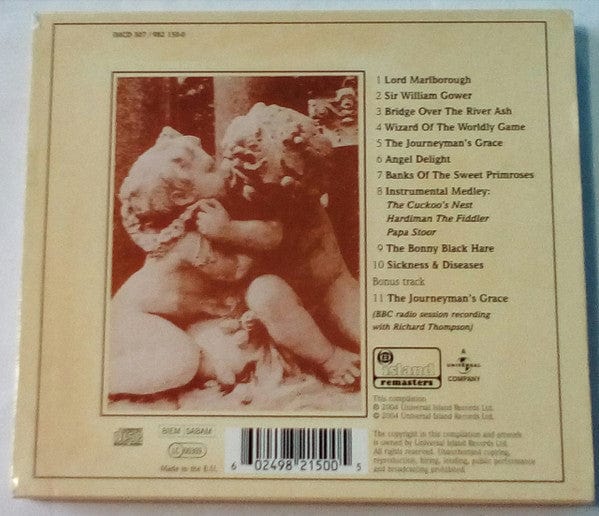 IMCD 307 / 982 150-0
1 Lord Marlborough
2 Sir William Gower
3 Bridge Over The River Ash
4 Wizard Of The Worldly Game
5 The Journeyman's Grace
6 Angel Delight
7 Banks Of The Sweet Primroses
8 Instrumental Medley:
The Cuckoo's Nest
Hardiman The Fiddler
Papa Stoor
9 The Bonny Black Hare
10 Sickness & Diseases
Bonus track
11 The Journeyman's Grace
(BBC radio session recording
with Richard Thompson)
island
remasters
A
UNIVERSAL
COMPANY
This compilation
℗ 2004 Universal Island Records Ltd.
© 2004 Universal Island Records Ltd.
The copyright in this compilation and artwork
is owned by Universal Island Records Ltd.
All rights reserved. Unauthorised copying,
reproduction, hiring, lending, public performance
and broadcasting prohibited
BIEM SABAM
LC 00309
Made in the E.U.
6 02498 21500 5